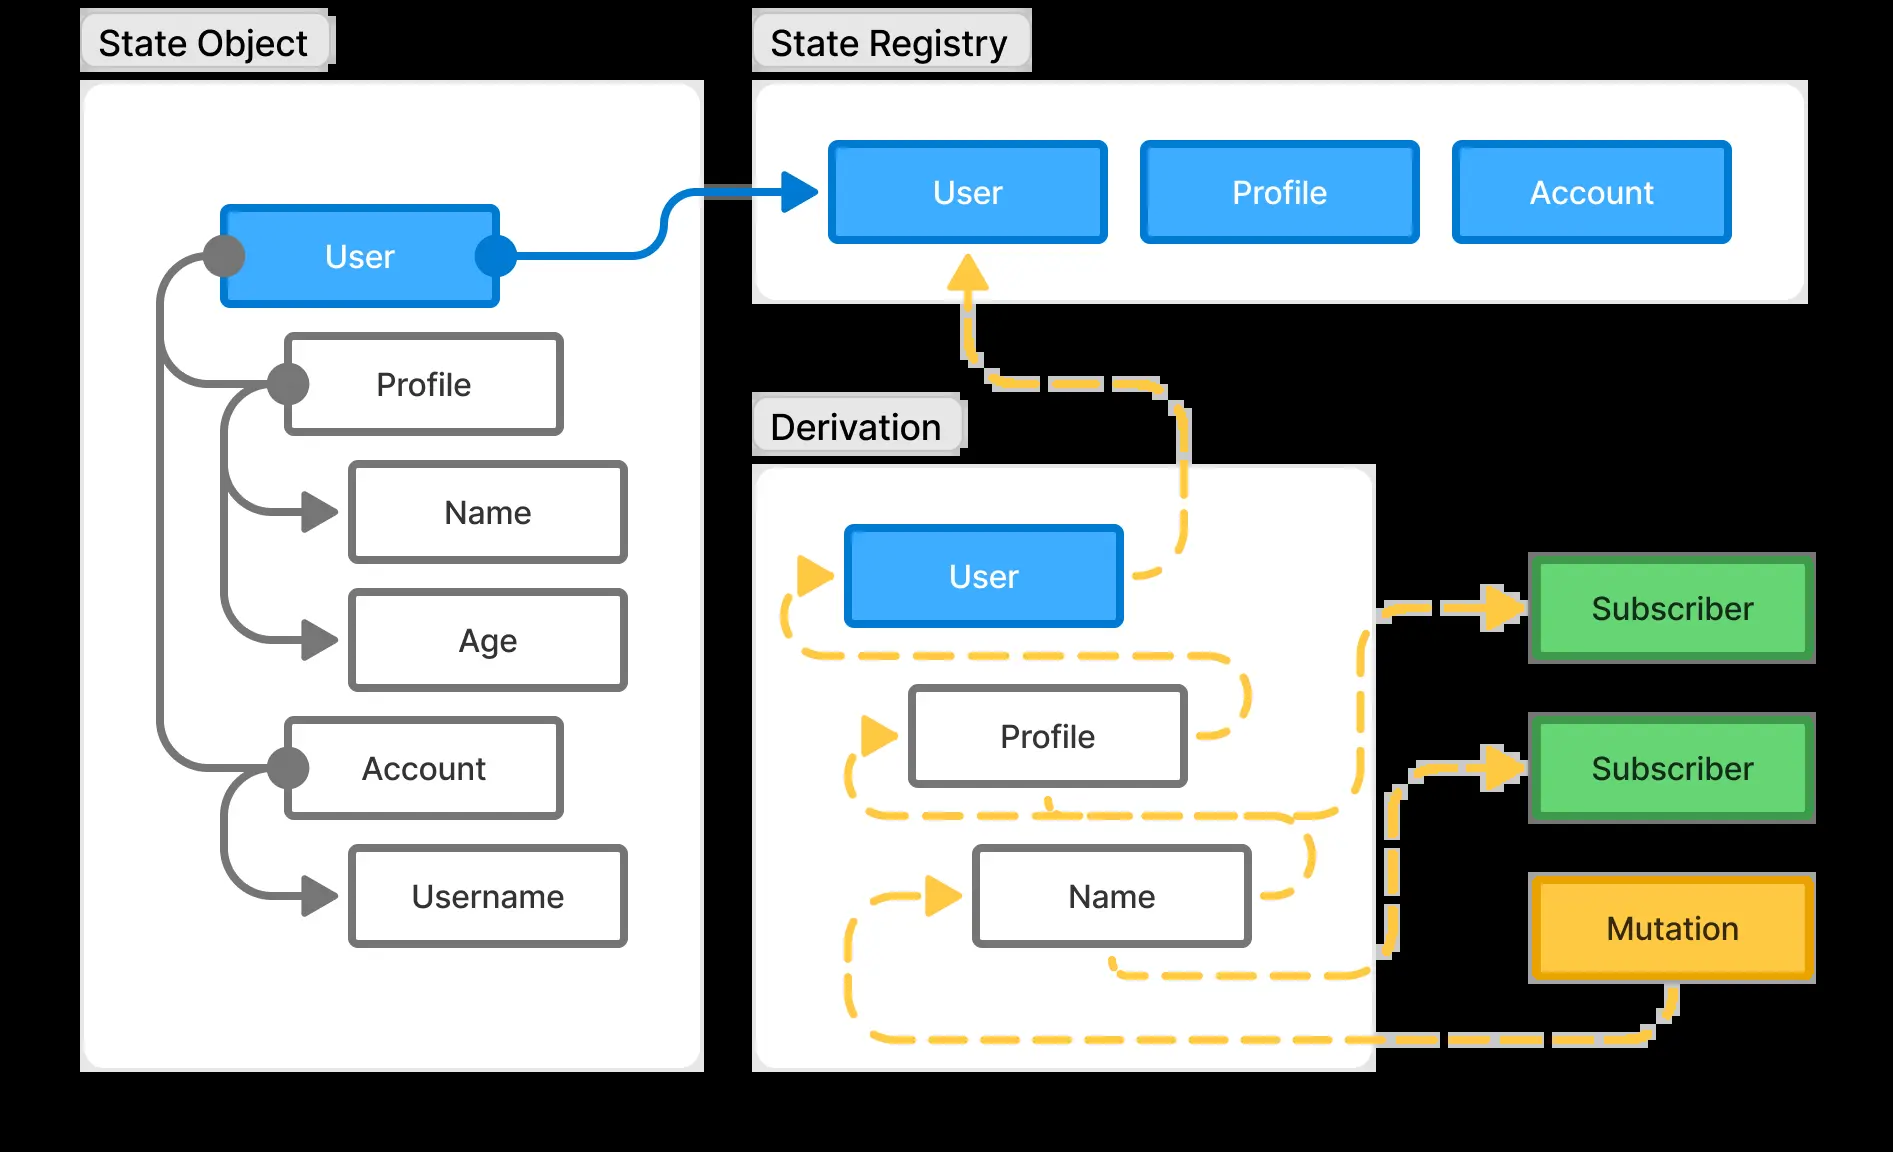 State Object
User
Profile
Name
Age
Account
Username
State Registry
User
Profile
Account
Derivation
User
Profile
Name
Subscriber
Subscriber
Mutation